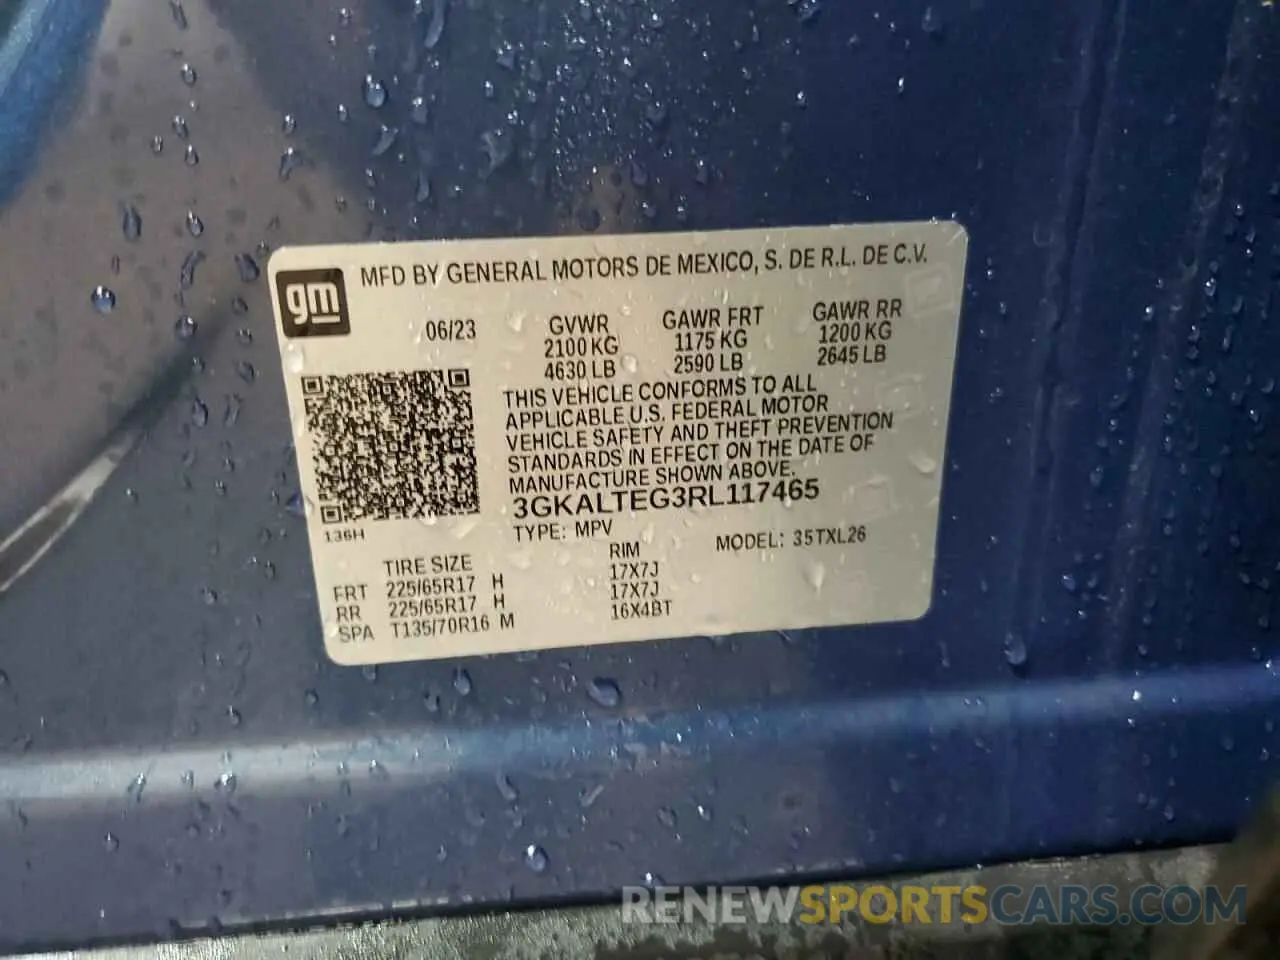 gm
MFD BY GENERAL MOTORS DE MEXICO, S. DE R.L. DE C.V.
06/23
GVWR
2100 KG
4630 LB
GAWR FRT
1175 KG
2590 LB
GAWR RR
1200 KG
2645 LB
THIS VEHICLE CONFORMS TO ALL
APPLICABLE U.S. FEDERAL MOTOR
VEHICLE SAFETY AND THEFT PREVENTION
STANDARDS IN EFFECT ON THE DATE OF
MANUFACTURE SHOWN ABOVE.
3GKALTEG3RL117465
TYPE: MPV
MODEL: 35TXL26
136H
TIRE SIZE RIM
FRT 225/65R17 H 17X7J
RR 225/65R17 H 17X7J
SPA T135/70R16 M 16X4BT
RENEWSPORTSCARS.COM